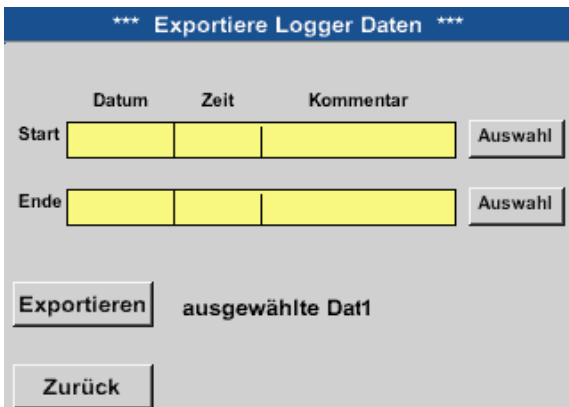 *** Exportiere Logger Daten ***
Datum Zeit Kommentar
Start Auswahl
Ende Auswahl
Exportieren ausgewählte Dat1
Zurück